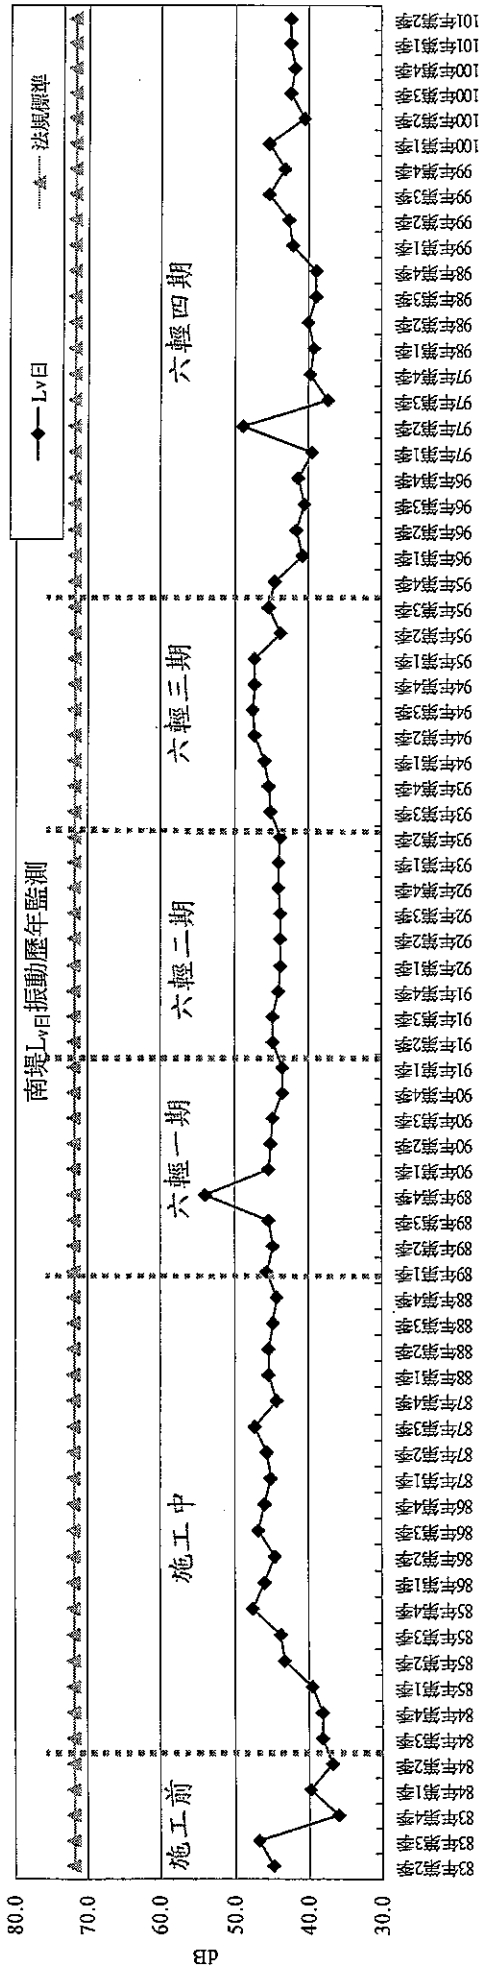 南堤Lv日振動歷年監測
Lv日
法規標準
80.0
70.0
60.0
50.0
40.0
30.0
dB
施工前
施工中
六輕一期
六輕二期
六輕三期
六輕四期
83年第2季
83年第3季
83年第4季
84年第1季
84年第2季
84年第3季
84年第4季
85年第1季
85年第2季
85年第3季
85年第4季
86年第1季
86年第2季
86年第3季
86年第4季
87年第1季
87年第2季
87年第3季
87年第4季
88年第1季
88年第2季
88年第3季
88年第4季
89年第1季
89年第2季
89年第3季
89年第4季
90年第1季
90年第2季
90年第3季
90年第4季
91年第1季
91年第2季
91年第3季
91年第4季
92年第1季
92年第2季
92年第3季
92年第4季
93年第1季
93年第2季
93年第3季
93年第4季
94年第1季
94年第2季
94年第3季
94年第4季
95年第1季
95年第2季
95年第3季
95年第4季
96年第1季
96年第2季
96年第3季
96年第4季
97年第1季
97年第2季
97年第3季
97年第4季
98年第1季
98年第2季
98年第3季
98年第4季
99年第1季
99年第2季
99年第3季
99年第4季
100年第1季
100年第2季
100年第3季
100年第4季
101年第1季
101年第2季